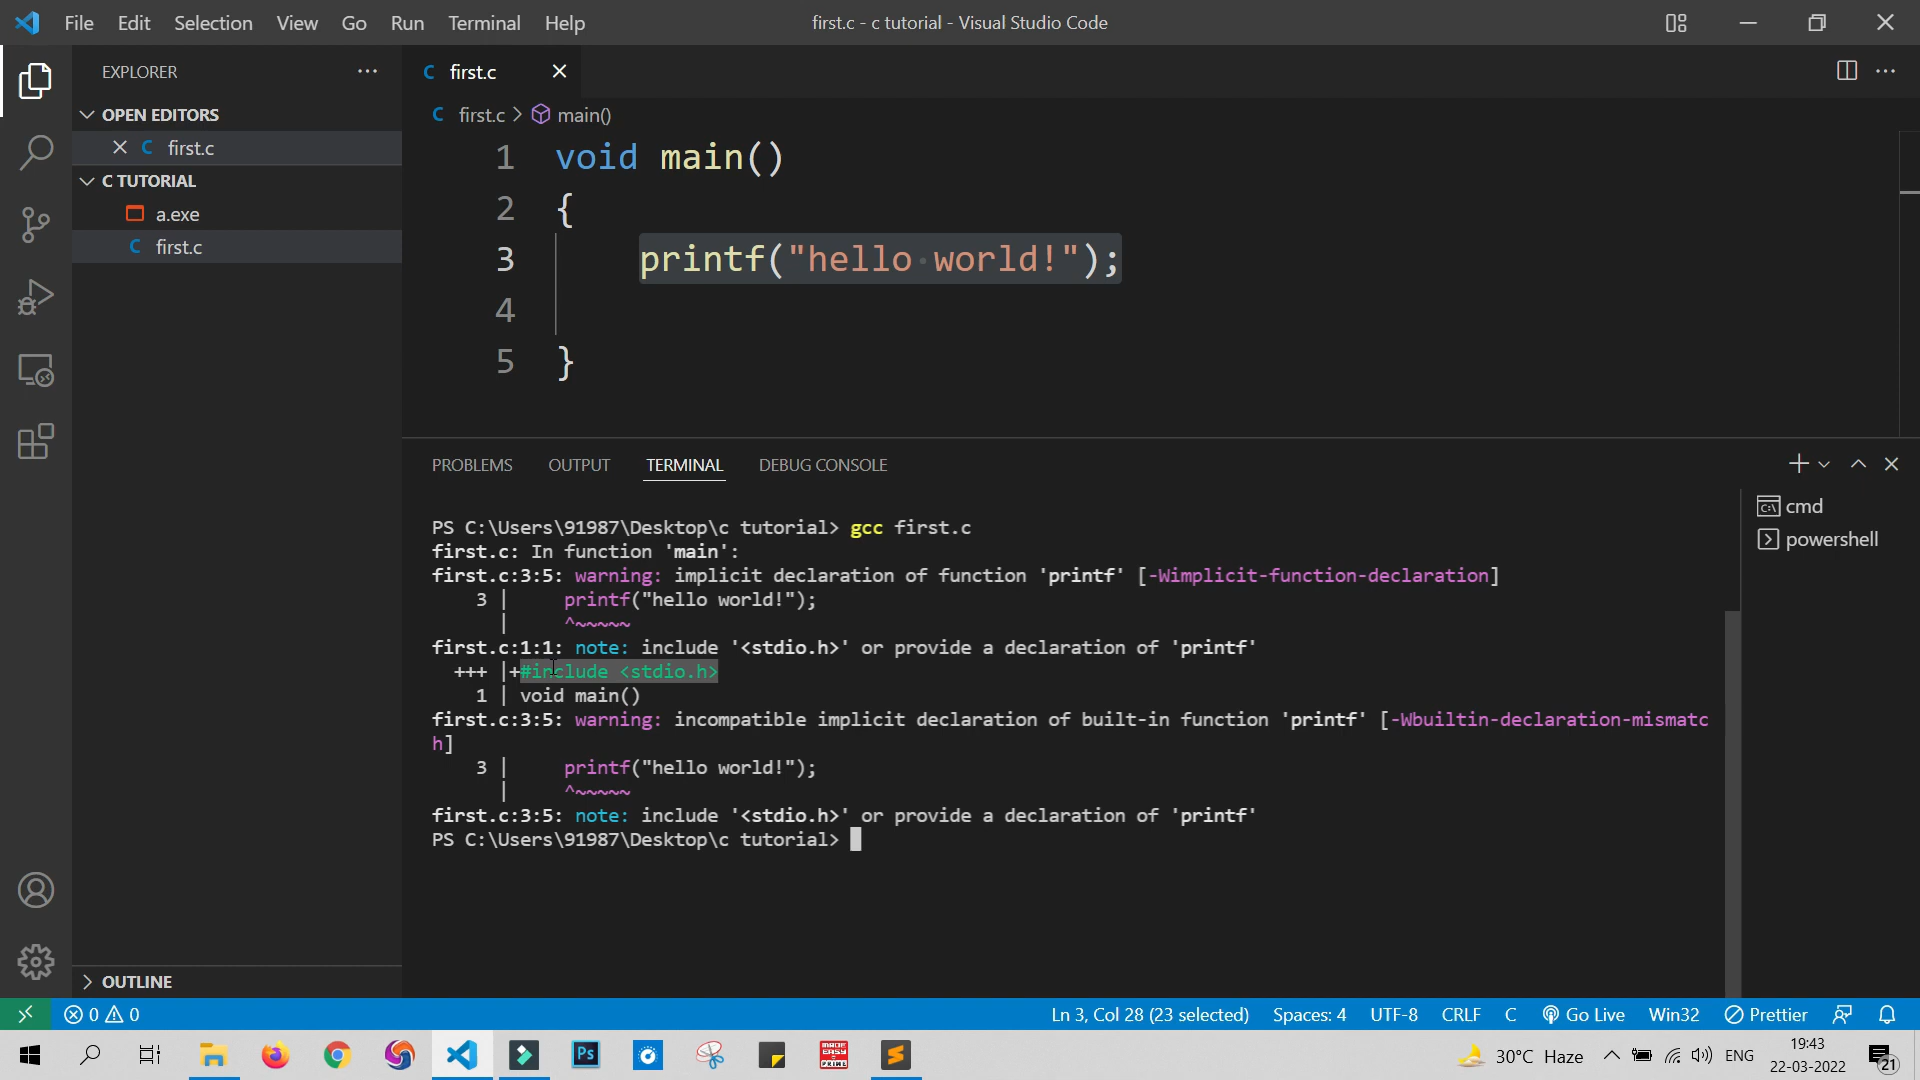 File Edit Selection View Go Run Terminal Help
first.c - c tutorial - Visual Studio Code
EXPLORER
OPEN EDITORS
C first.c
C TUTORIAL
a.exe
C first.c
OUTLINE
C first.c
C first.c > main()
1 void main()
2 {
3 printf("hello world!");
4
5 }
PROBLEMS OUTPUT TERMINAL DEBUG CONSOLE
PS C:\Users\91987\Desktop\c tutorial> gcc first.c
first.c: In function 'main':
first.c:3:5: warning: implicit declaration of function 'printf' [-Wimplicit-function-declaration]
3 | printf("hello world!");
| ^~~~~~
first.c:1:1: note: include '<stdio.h>' or provide a declaration of 'printf'
+++ |+#include <stdio.h>
1 | void main()
first.c:3:5: warning: incompatible implicit declaration of built-in function 'printf' [-Wbuiltin-declaration-mismatc
h]
3 | printf("hello world!");
| ^~~~~~
first.c:3:5: note: include '<stdio.h>' or provide a declaration of 'printf'
PS C:\Users\91987\Desktop\c tutorial>
cmd
powershell
0 0
Ln 3, Col 28 (23 selected) Spaces: 4 UTF-8 CRLF C Go Live Win32 Prettier
Ps
MADE EASY PRIME
30°C Haze
ENG
19:43
22-03-2022
21